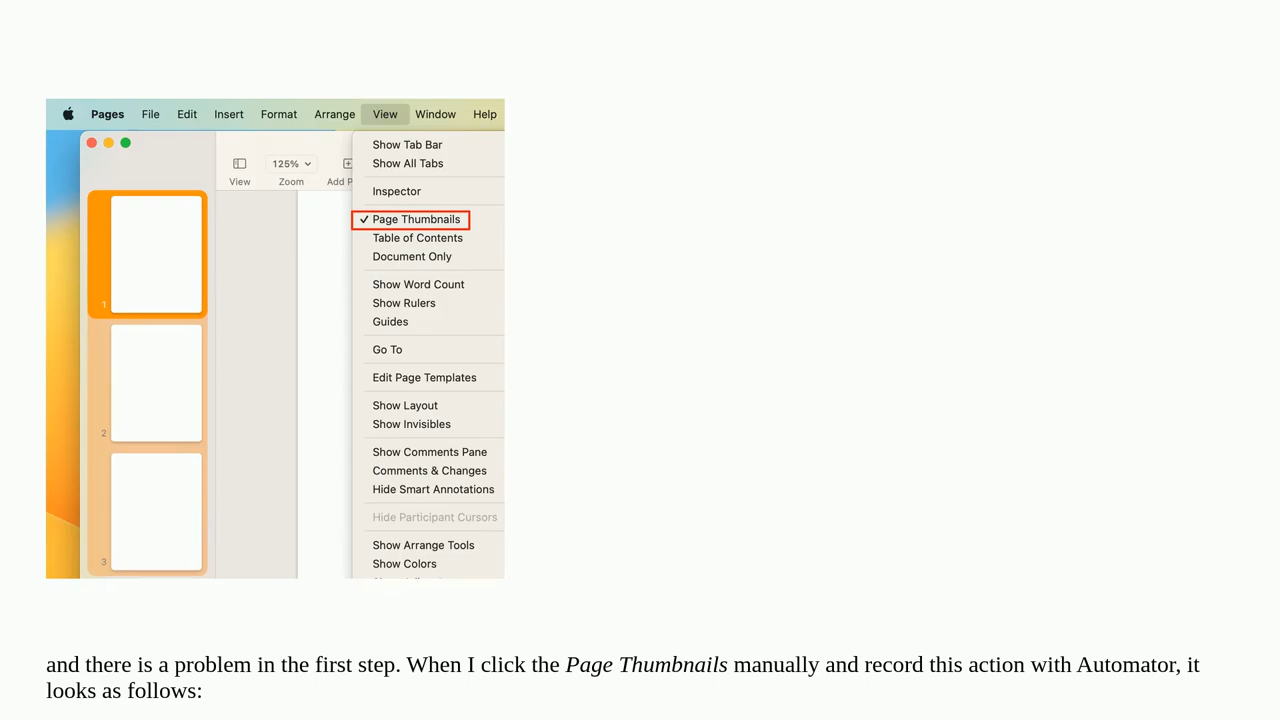 Pages File Edit Insert Format Arrange View Window Help
125%
View Zoom Add P
1
2
3
Show Tab Bar
Show All Tabs
Inspector
✓ Page Thumbnails
Table of Contents
Document Only
Show Word Count
Show Rulers
Guides
Go To
Edit Page Templates
Show Layout
Show Invisibles
Show Comments Pane
Comments & Changes
Hide Smart Annotations
Hide Participant Cursors
Show Arrange Tools
Show Colors
and there is a problem in the first step. When I click the Page Thumbnails manually and record this action with Automator, it
looks as follows: